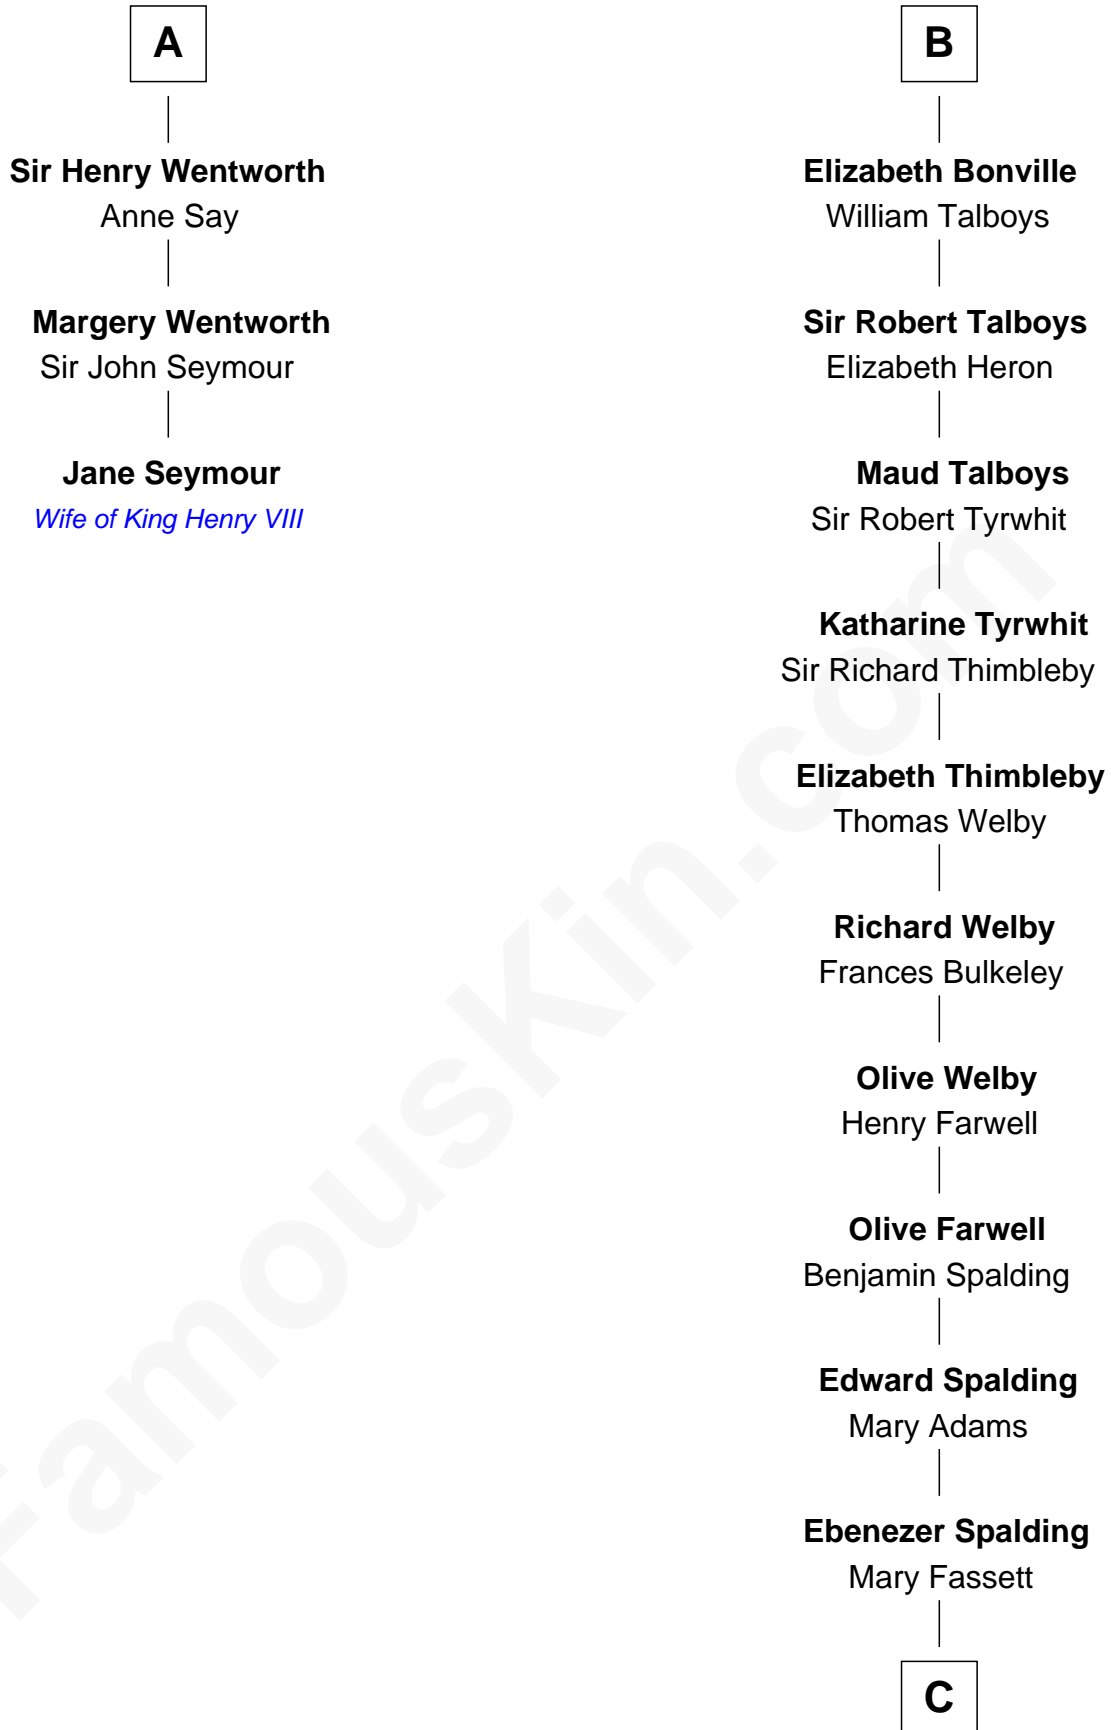 A
Sir Henry Wentworth
Anne Say
Margery Wentworth
Sir John Seymour
Jane Seymour
Wife of King Henry VIII
B
Elizabeth Bonville
William Talboys
Sir Robert Talboys
Elizabeth Heron
Maud Talboys
Sir Robert Tyrwhit
Katharine Tyrwhit
Sir Richard Thimbleby
Elizabeth Thimbleby
Thomas Welby
Richard Welby
Frances Bulkeley
Olive Welby
Henry Farwell
Olive Farwell
Benjamin Spalding
Edward Spalding
Mary Adams
Ebenezer Spalding
Mary Fassett
C
FamousKin.com